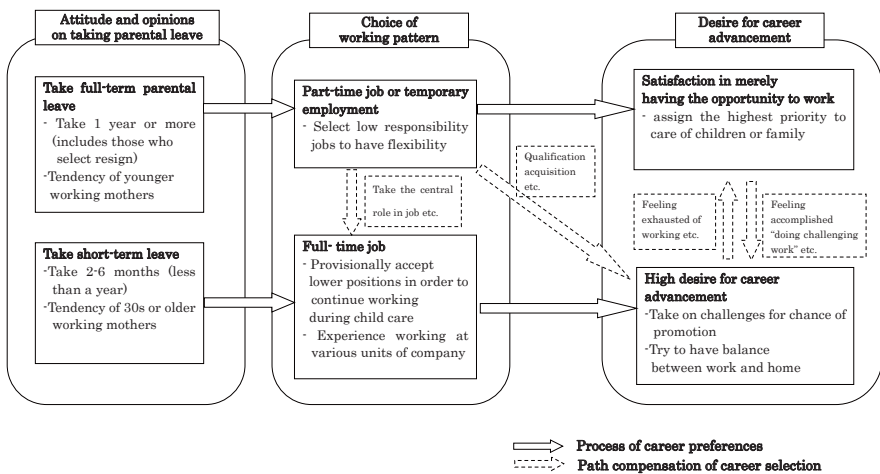 Attitude and opinions
on taking parental leave
Take full-term parental
leave
- Take 1 year or more
(includes those who
select resign)
-Tendency of younger
working mothers
Take short-term leave
-Take 2-6 months (less
than a year)
-Tendency of 30s or older
working mothers
Choice of
working pattern
Part-time job or temporary
employment
- Select low responsibility
jobs to have flexibility
Take the central
role in job etc.
Full- time job
- Provisionally accept
lower positions in order to
continue working
during child care
- Experience working at
various units of company
Qualification
acquisition
etc.
Desire for career
advancement
Satisfaction in merely
having the opportunity to work
- assign the highest priority to
care of children or family
Feeling
exhausted of
working etc.
Feeling
accomplished
"doing challenging
work" etc.
High desire for career
advancement
-Take on challenges for chance of
promotion
-Try to have balance
between work and home
Process of career preferences
Path compensation of career selection